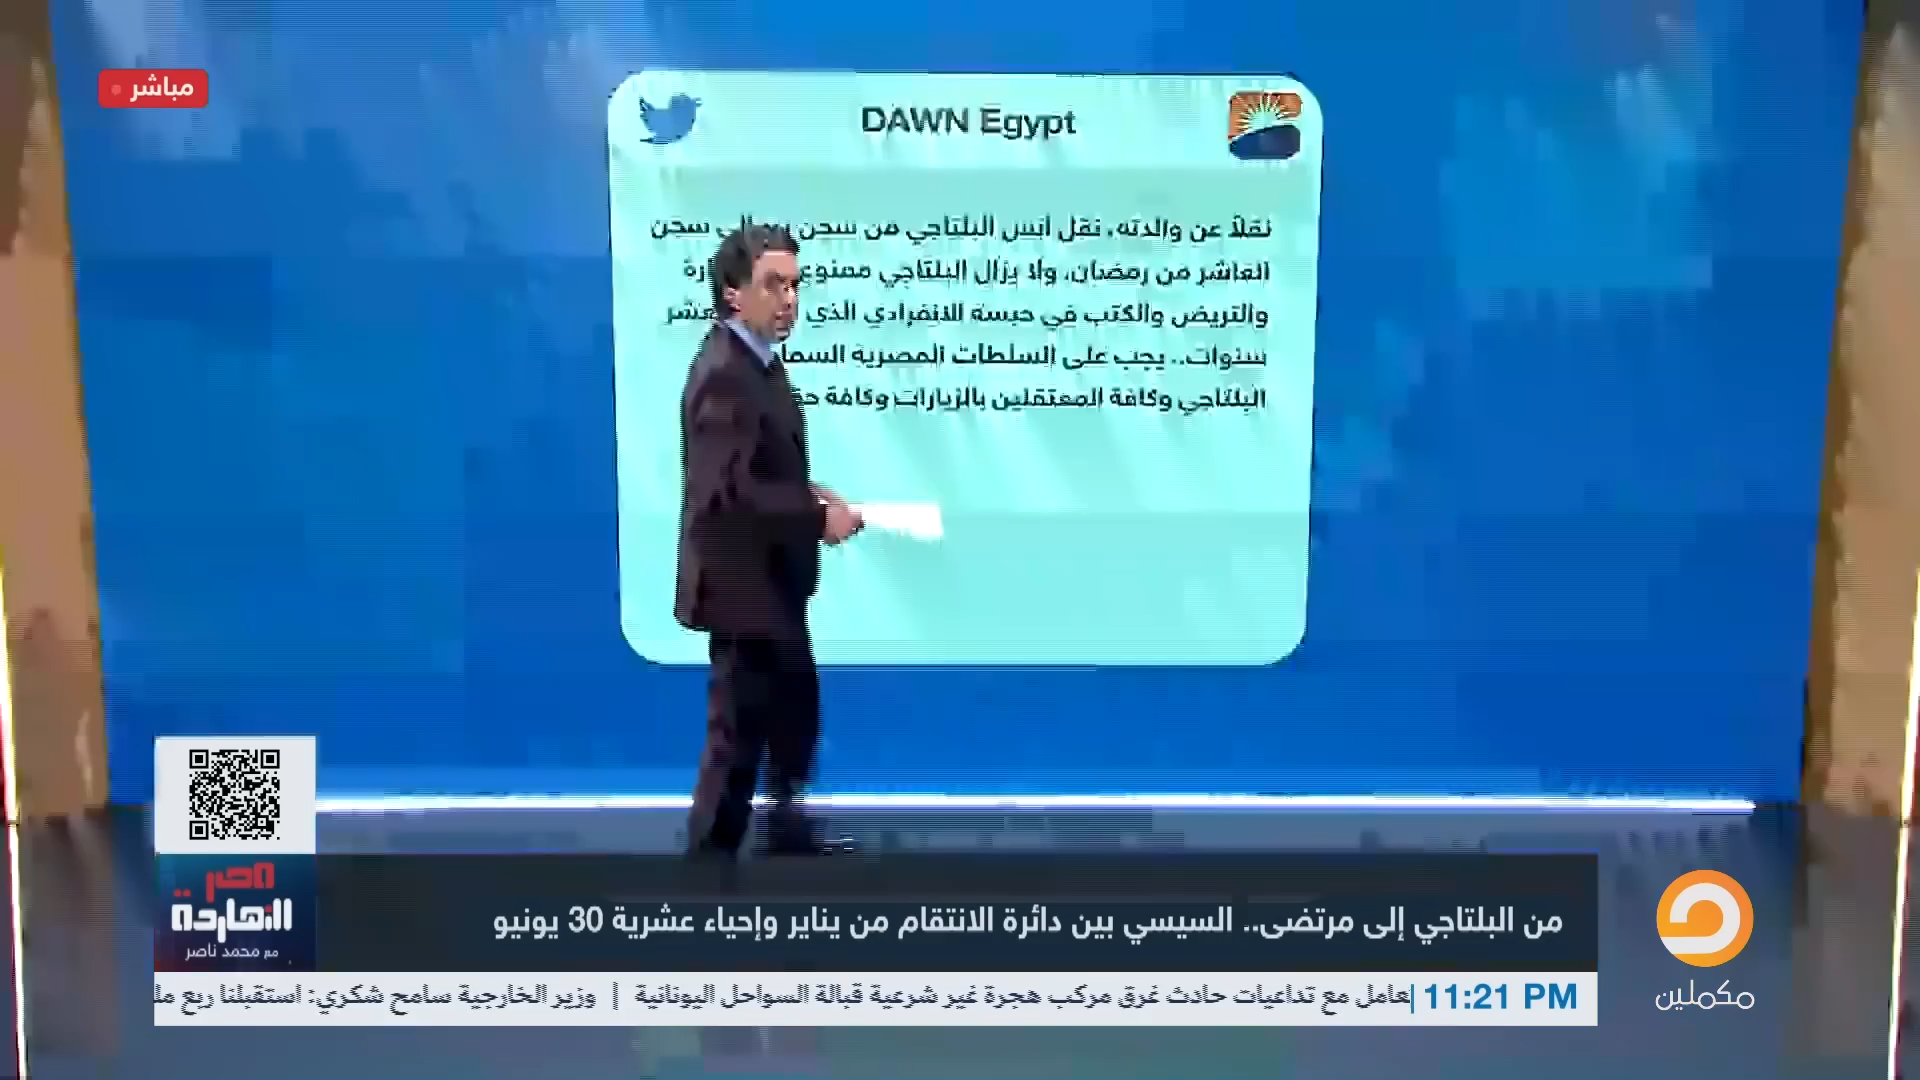 مباشر
DAWN Egypt
نقلاً عن والدته، نقل انس البلتاجي من سجن سجن
العاشر من رمضان، ولا يزال البلتاجي ممنوع
والتريض والكتب في حبسة الانفرادي الذي
سنوات.. يجب على السلطات المصرية
البلتاجي وكافة المعتقلين بالزيارات وكافة
مصر
النهاردة
مع محمد ناصر
من البلتاجي إلى مرتضى.. السيسي بين دائرة الانتقام من يناير وإحياء عشرية 30 يونيو
11:21 PM
مع تداعيات حادث غرق مركب هجرة غير شرعية قبالة السواحل اليونانية | وزير الخارجية سامح شكري: استقبلنا ربع
مكملين